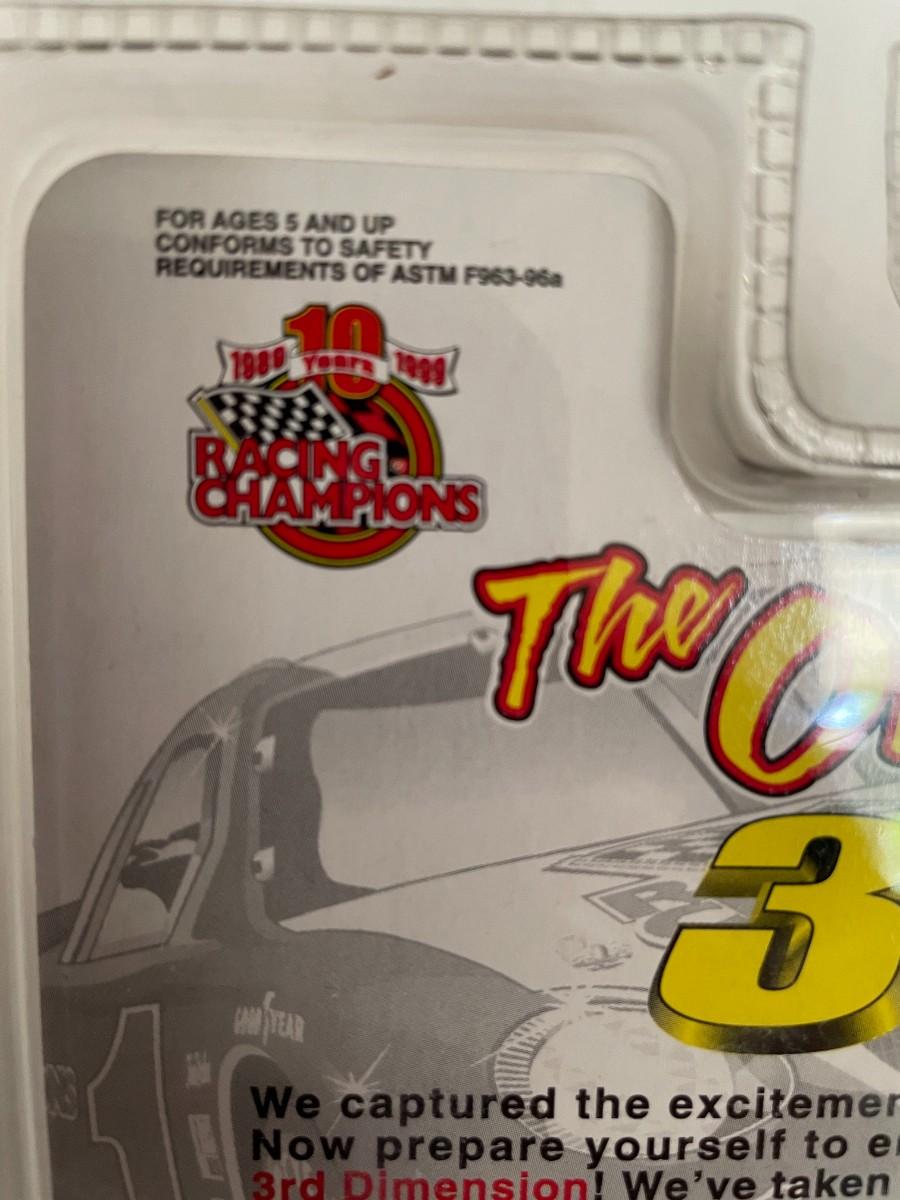 FOR AGES 5 AND UP
CONFORMS TO SAFETY
REQUIREMENTS OF ASTM F963-96a
10
1989 Years 1999
RACING
CHAMPIONS
The
3
GOODYEAR
1
We captured the
Now prepare yourself to
3rd Dimension! We've taken